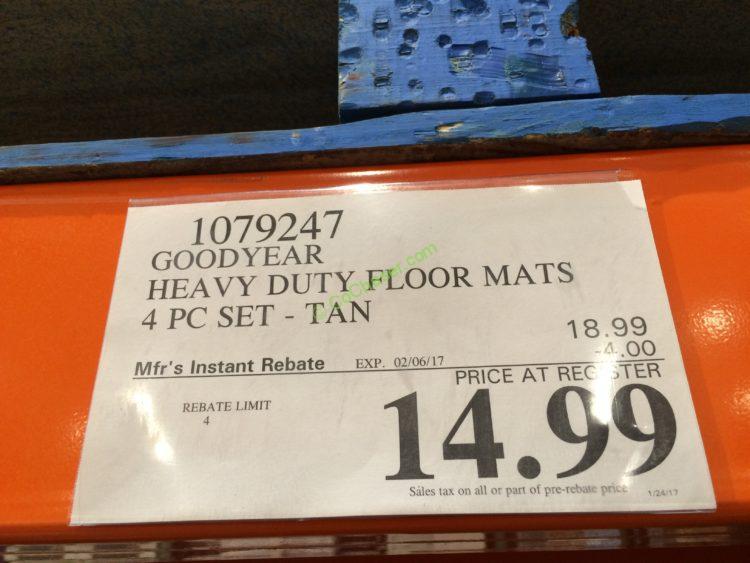 1079247
GOODYEAR
HEAVY DUTY FLOOR MATS
4 PC SET - TAN
18.99
-4.00
Mfr's Instant Rebate EXP. 02/06/17
PRICE AT REGISTER
REBATE LIMIT
4
14.99
Sales tax on all or part of pre-rebate price 1/24/17